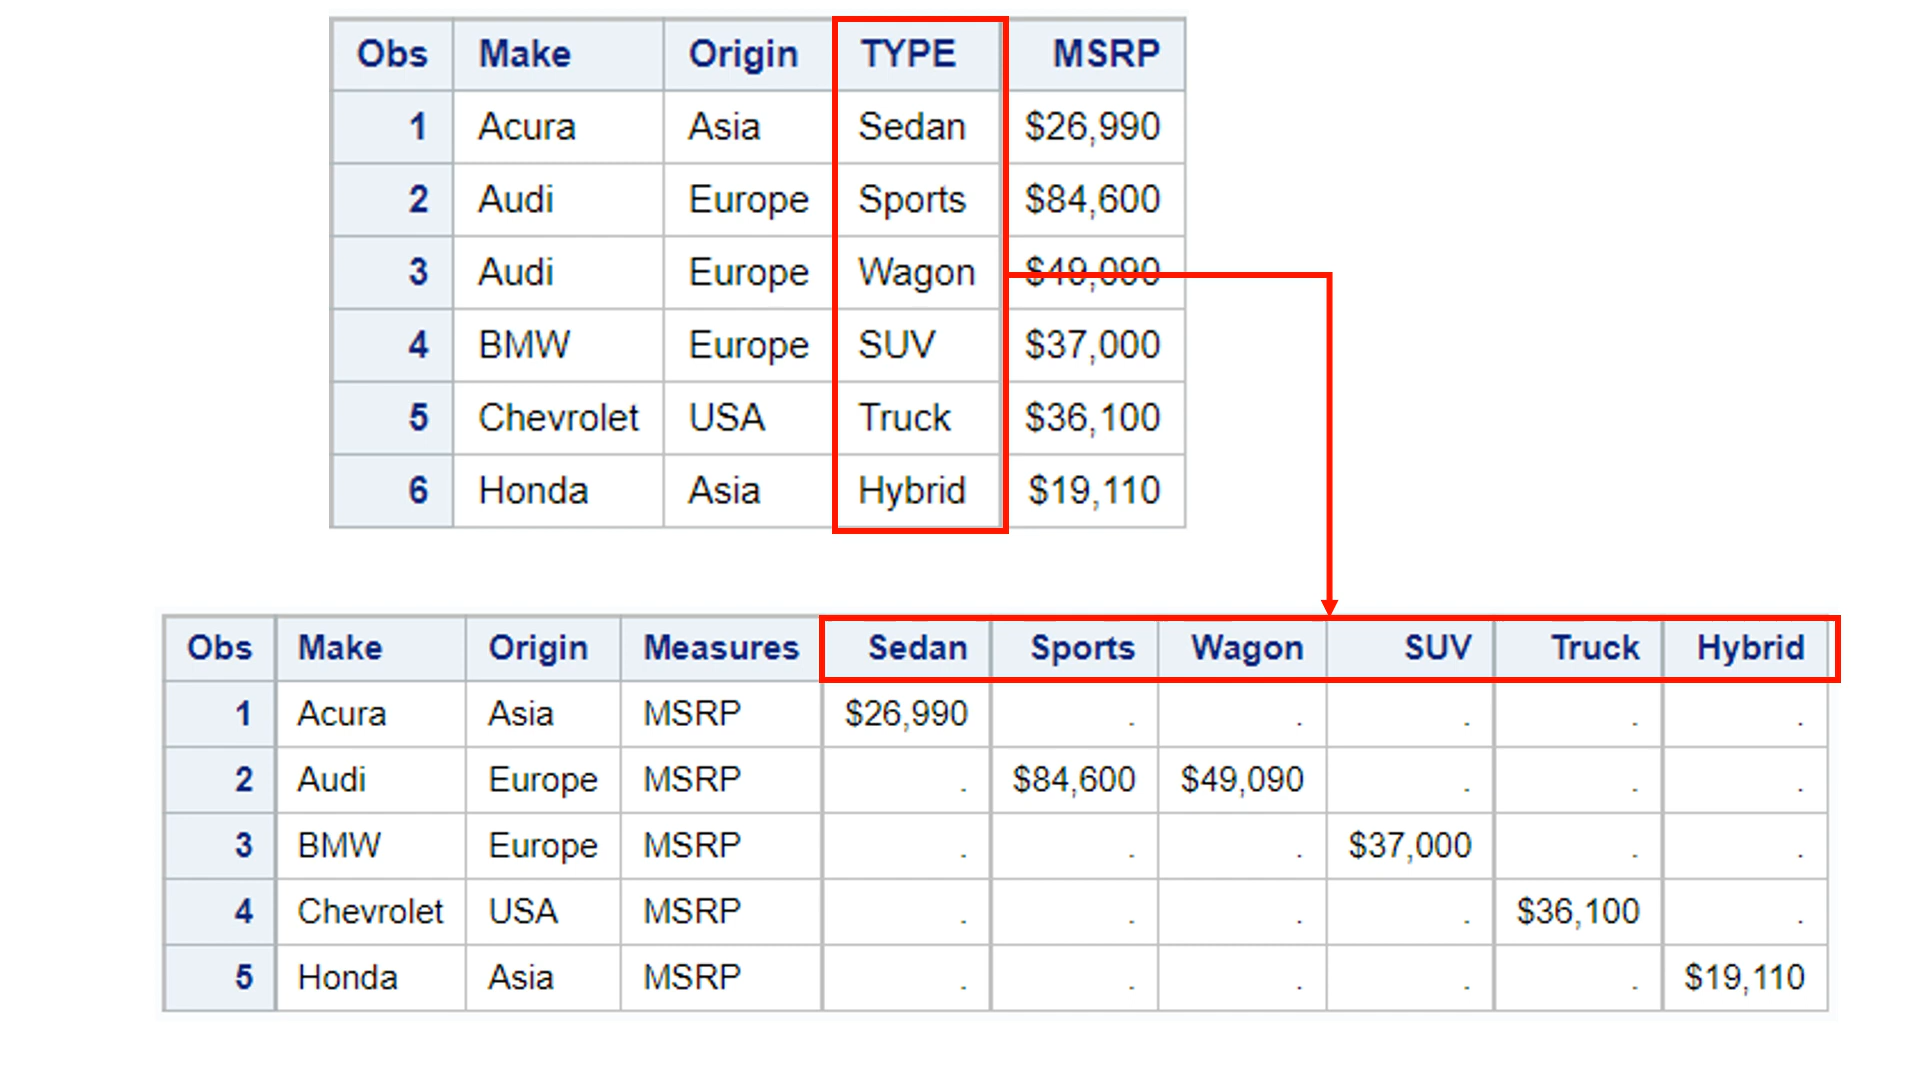 Obs Make Origin TYPE MSRP
1 Acura Asia Sedan $26,990
2 Audi Europe Sports $84,600
3 Audi Europe Wagon $49,090
4 BMW Europe SUV $37,000
5 Chevrolet USA Truck $36,100
6 Honda Asia Hybrid $19,110
Obs Make Origin Measures Sedan Sports Wagon SUV Truck Hybrid
1 Acura Asia MSRP $26,990 . . . . .
2 Audi Europe MSRP . $84,600 $49,090 . . .
3 BMW Europe MSRP . . . $37,000 . .
4 Chevrolet USA MSRP . . . . $36,100 .
5 Honda Asia MSRP . . . . . $19,110